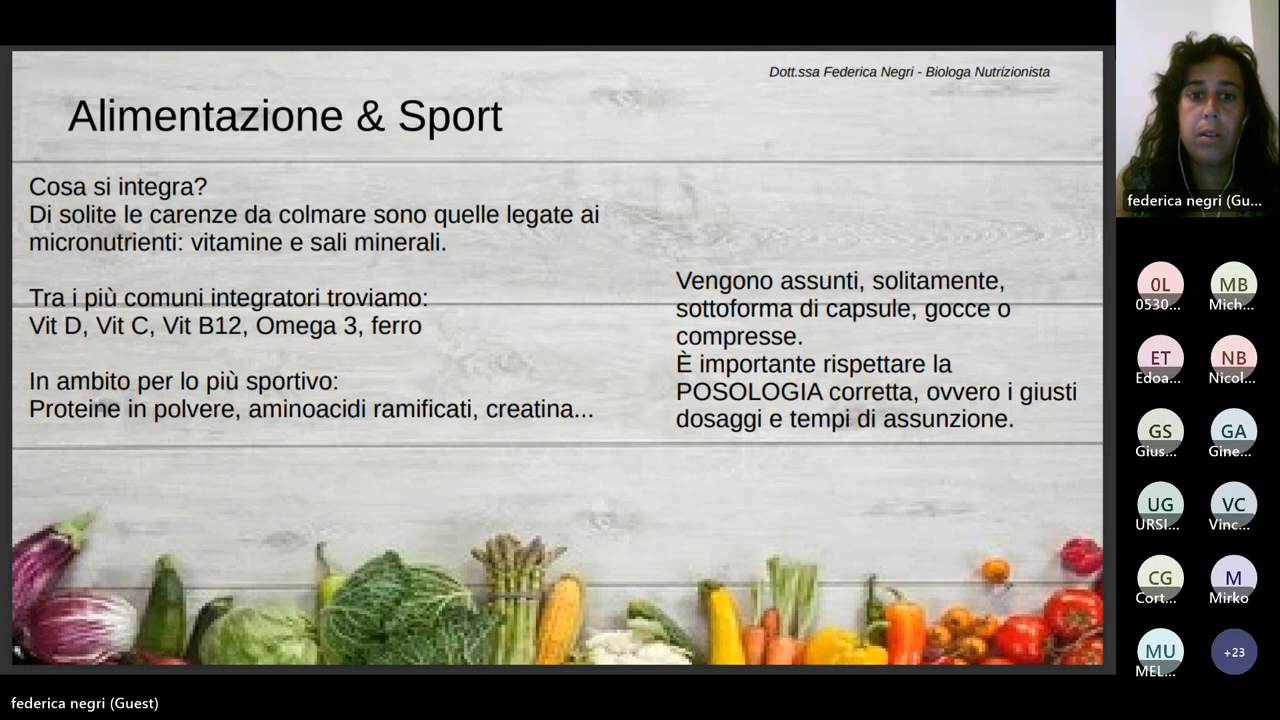 Dott.ssa Federica Negri - Biologa Nutrizionista
Alimentazione & Sport
Cosa si integra?
Di solite le carenze da colmare sono quelle legate ai
micronutrienti: vitamine e sali minerali.
Tra i più comuni integratori troviamo:
Vit D, Vit C, Vit B12, Omega 3, ferro
In ambito per lo più sportivo:
Proteine in polvere, aminoacidi ramificati, creatina...
Vengono assunti, solitamente,
sottoforma di capsule, gocce o
compresse.
È importante rispettare la
POSOLOGIA corretta, ovvero i giusti
dosaggi e tempi di assunzione.
federica negri (Gu...
0L
MB
0530...
Mich...
ET
NB
Edoa...
Nicol...
GS
GA
Gius...
Gine...
UG
VC
URSI...
Vinc...
CG
M
Cort...
Mirko
MU
+23
MEL...
federica negri (Guest)